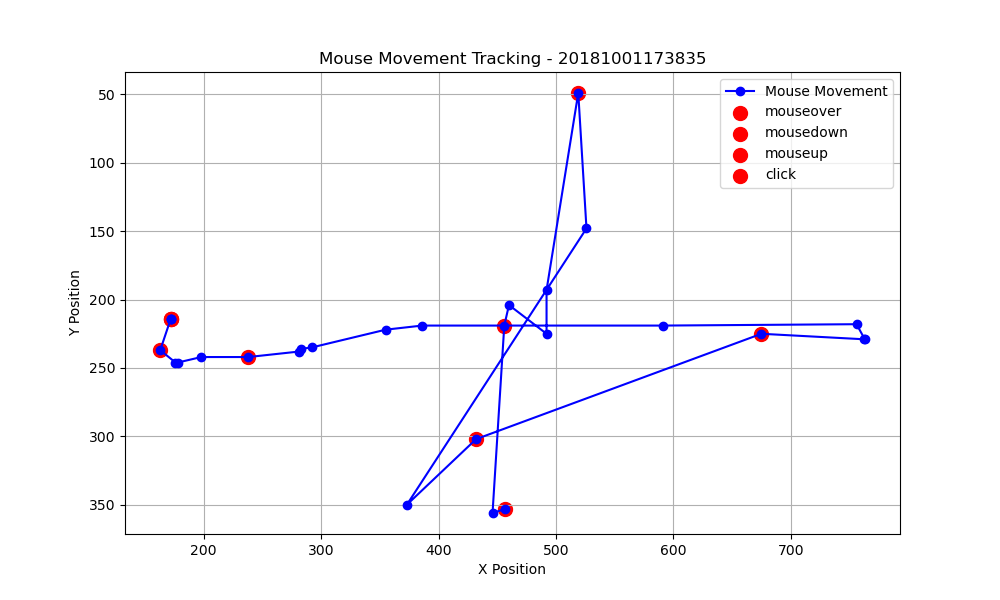 Mouse Movement Tracking - 20181001173835
Mouse Movement
mouseover
mousedown
mouseup
click
Y Position
50
100
150
200
250
300
350
200 300 400 500 600 700
X Position